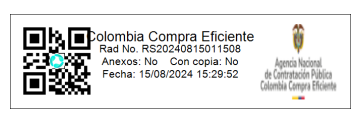 Colombia Compra Eficiente
Rad No. RS20240815011508
Anexos: No Con copia: No
Fecha: 15/08/2024 15:29:52
Agencia Nacional
de Contratación Pública
Colombia Compra Eficiente